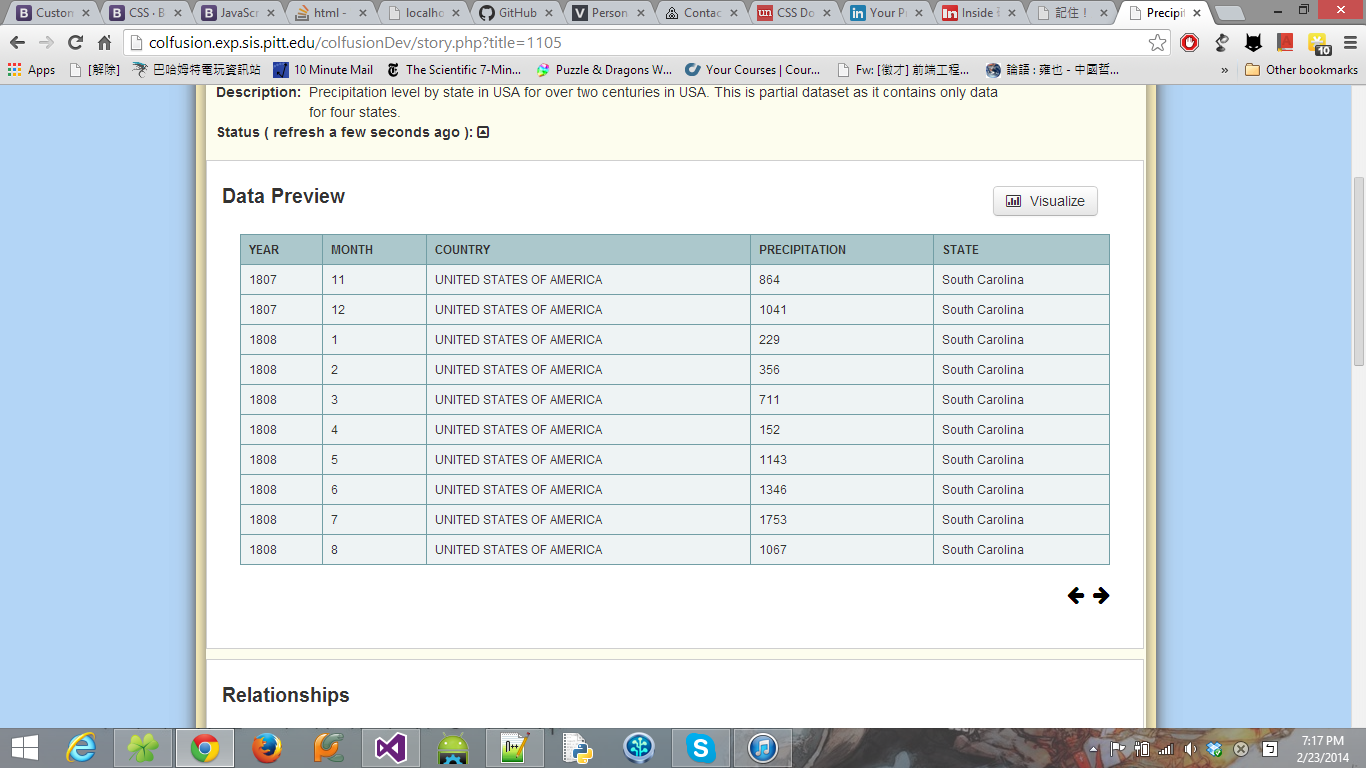 Custon
CSS · B
JavaScr
html -
localho
GitHub
Person
Contac
CSS Do
Your P
Inside
記住！
Precipit
colfusion.exp.sis.pitt.edu/colfusionDev/story.php?title=1105
10
Apps
[解除]
巴哈姆特電玩資訊站
10 Minute Mail
The Scientific 7-Min...
Puzzle & Dragons W...
Your Courses | Cour...
Fw: [徵才] 前端工程...
論語 : 雍也 - 中國哲...
»
Other bookmarks
Description: Precipitation level by state in USA for over two centuries in USA. This is partial dataset as it contains only data
for four states.
Status ( refresh a few seconds ago ):
Data Preview
Visualize
YEAR MONTH COUNTRY PRECIPITATION STATE
1807 11 UNITED STATES OF AMERICA 864 South Carolina
1807 12 UNITED STATES OF AMERICA 1041 South Carolina
1808 1 UNITED STATES OF AMERICA 229 South Carolina
1808 2 UNITED STATES OF AMERICA 356 South Carolina
1808 3 UNITED STATES OF AMERICA 711 South Carolina
1808 4 UNITED STATES OF AMERICA 152 South Carolina
1808 5 UNITED STATES OF AMERICA 1143 South Carolina
1808 6 UNITED STATES OF AMERICA 1346 South Carolina
1808 7 UNITED STATES OF AMERICA 1753 South Carolina
1808 8 UNITED STATES OF AMERICA 1067 South Carolina
Relationships
7:17 PM
2/23/2014